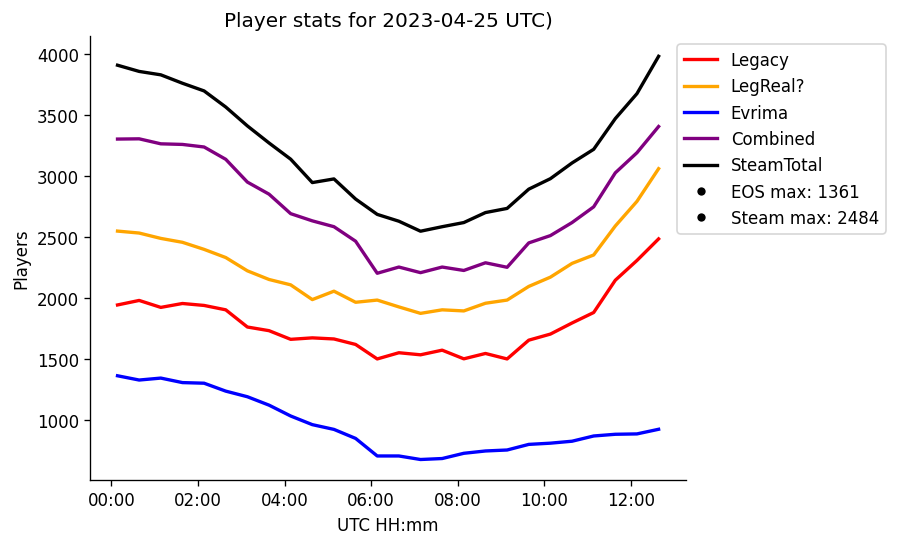 Player stats for 2023-04-25 UTC)
Players
4000
3500
3000
2500
2000
1500
1000
00:00 02:00 04:00 06:00 08:00 10:00 12:00
UTC HH:mm
Legacy
LegReal?
Evrima
Combined
SteamTotal
EOS max: 1361
Steam max: 2484